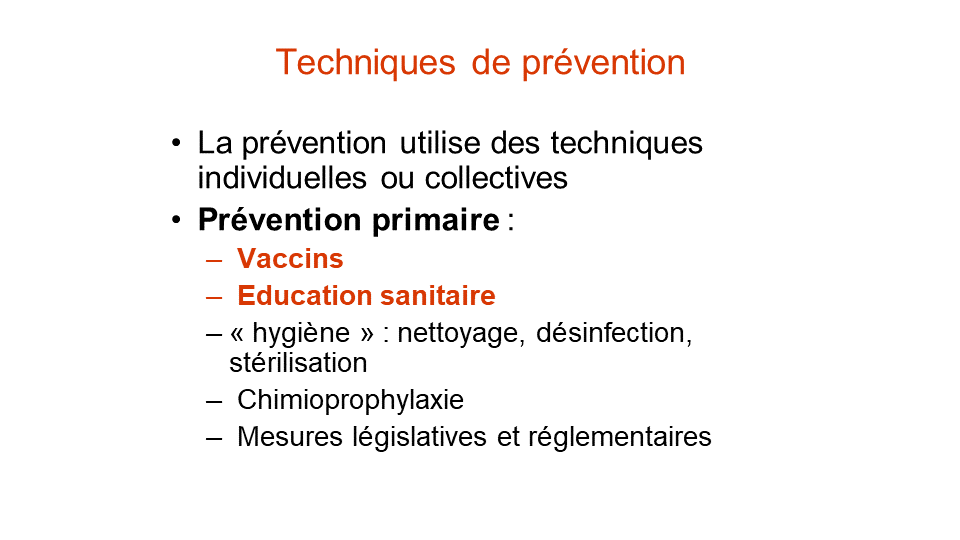 Techniques de prévention
• La prévention utilise des techniques
individuelles ou collectives
• Prévention primaire :
– Vaccins
– Education sanitaire
– « hygiène » : nettoyage, désinfection,
stérilisation
– Chimioprophylaxie
– Mesures législatives et réglementaires